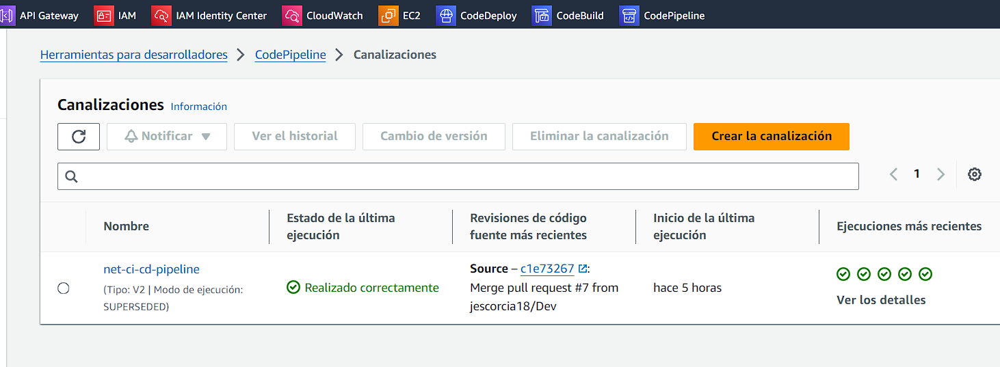 API Gateway IAM IAM Identity Center CloudWatch EC2 CodeDeploy CodeBuild CodePipeline
Herramientas para desarrolladores CodePipeline Canalizaciones
Canalizaciones Información
Notificar Ver el historial Cambio de versión Eliminar la canalización Crear la canalización
1
Nombre
Estado de la última
ejecución
Revisiones de código
fuente más recientes
Inicio de la última
ejecución
Ejecuciones más recientes
net-ci-cd-pipeline
(Tipo: V2 | Modo de ejecución:
SUPERSEDED)
Realizado correctamente
Source – c1e73267:
Merge pull request #7 from
jescorcia18/Dev
hace 5 horas
Ver los detalles